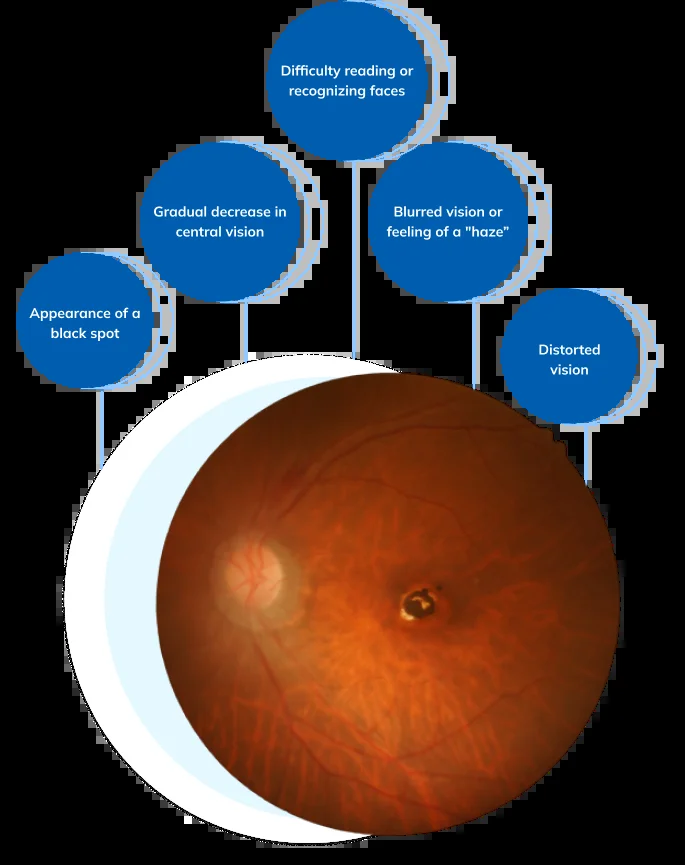 Difficulty reading or
recognizing faces
Gradual decrease in
central vision
Blurred vision or
feeling of a "haze”
Appearance of a
black spot
Distorted
vision